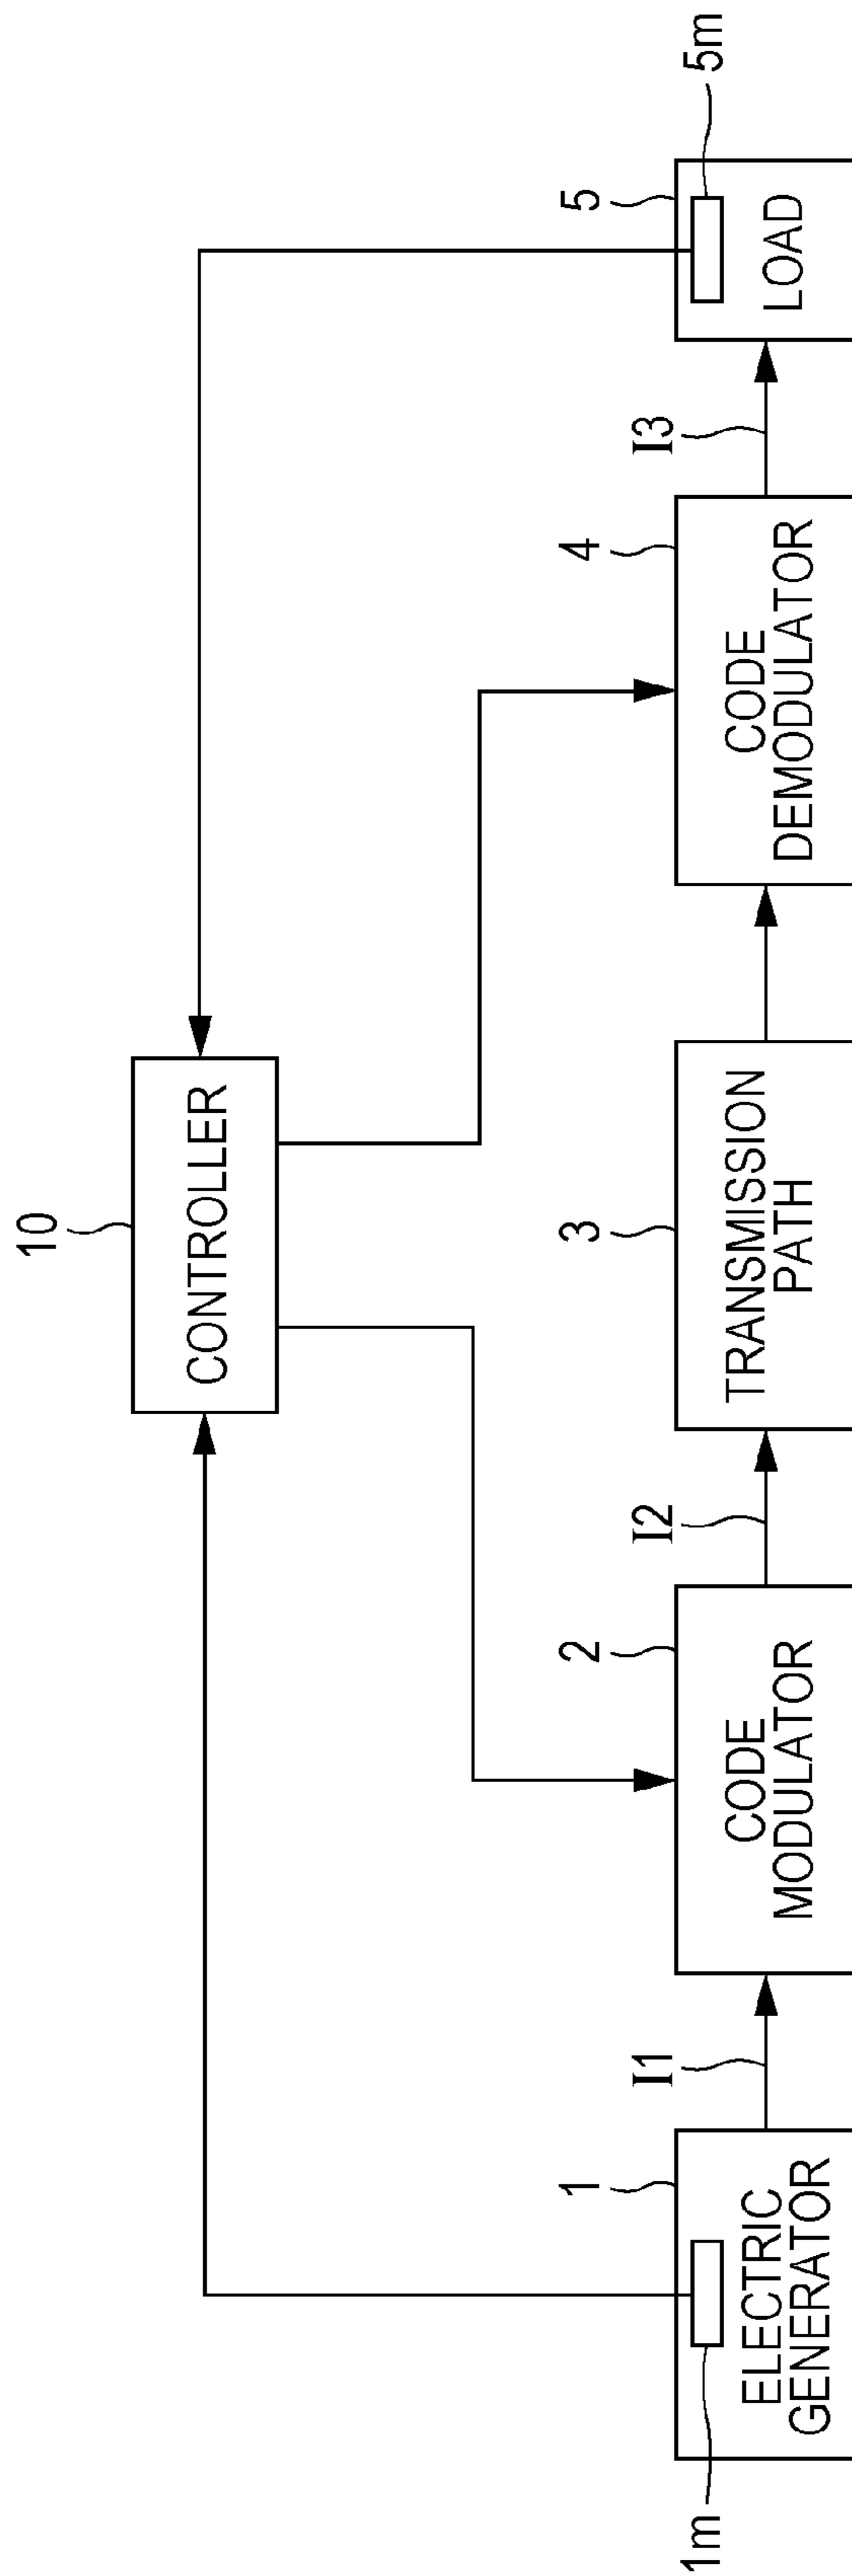 10
CONTROLLER
1m
1
ELECTRIC
GENERATOR
I1
2
CODE
MODULATOR
I2
3
TRANSMISSION
PATH
4
CODE
DEMODULATOR
I3
5
LOAD
5m